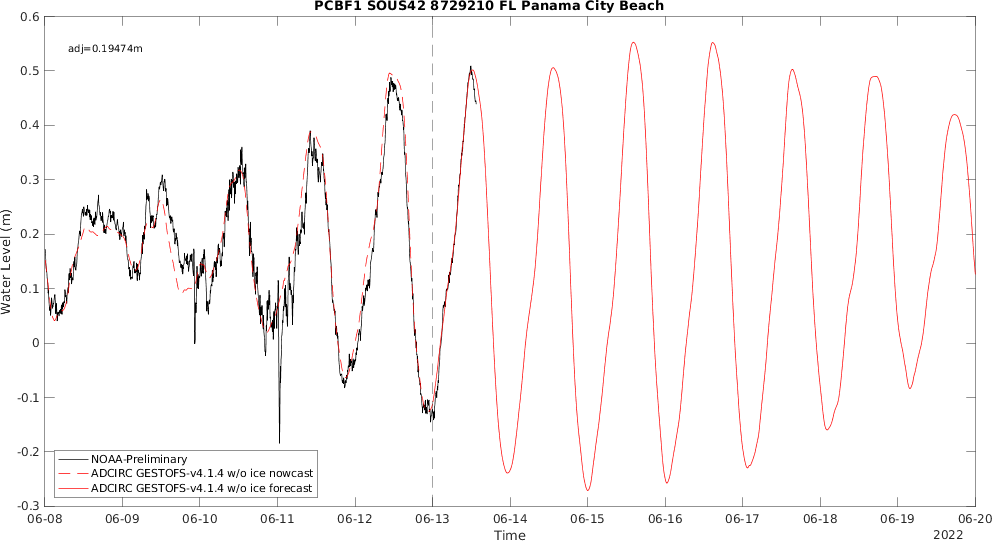 PCBF1 SOUS42 8729210 FL Panama City Beach
adj=0.19474m
0.6
0.5
0.4
0.3
0.2
0.1
0
-0.1
-0.2
-0.3
Water Level (m)
NOAA-Preliminary
ADCIRC GESTOFS-v4.1.4 w/o ice nowcast
ADCIRC GESTOFS-v4.1.4 w/o ice forecast
06-08 06-09 06-10 06-11 06-12 06-13 06-14 06-15 06-16 06-17 06-18 06-19 06-20
Time
2022